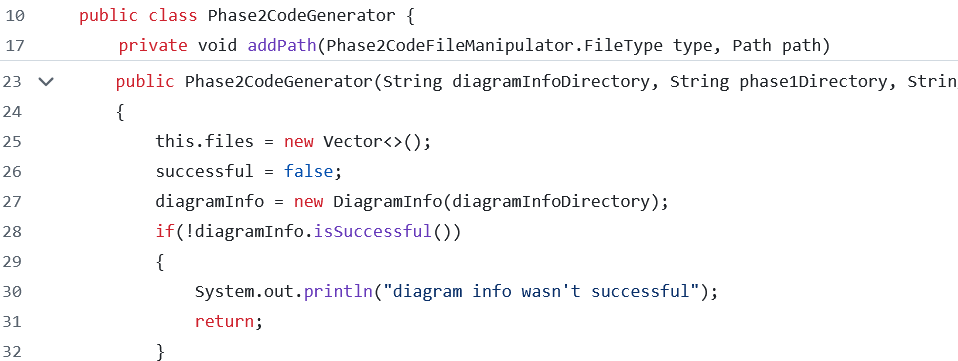 10 public class Phase2CodeGenerator {
17 private void addPath(Phase2CodeFileManipulator.FileType type, Path path)
23 public Phase2CodeGenerator(String diagramInfoDirectory, String phase1Directory, Strin
24 {
25 this.files = new Vector<>();
26 successful = false;
27 diagramInfo = new DiagramInfo(diagramInfoDirectory);
28 if(!diagramInfo.isSuccessful())
29 {
30 System.out.println("diagram info wasn't successful");
31 return;
32 }